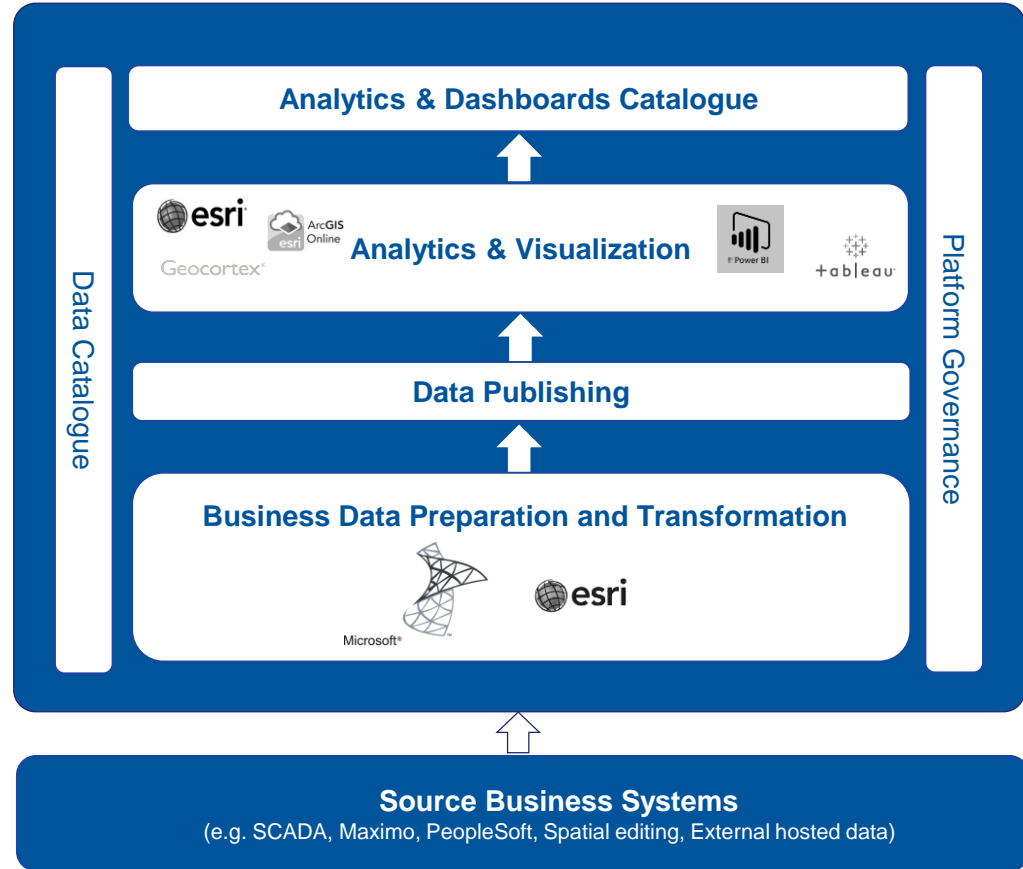 Analytics & Dashboards Catalogue
esri
ArcGIS
Online
esri
Geocortex
Analytics & Visualization
Power BI
+ableau
Data Catalogue
Platform Governance
Data Publishing
Business Data Preparation and Transformation
Microsoft®
™
esri
Source Business Systems
(e.g. SCADA, Maximo, PeopleSoft, Spatial editing, External hosted data)